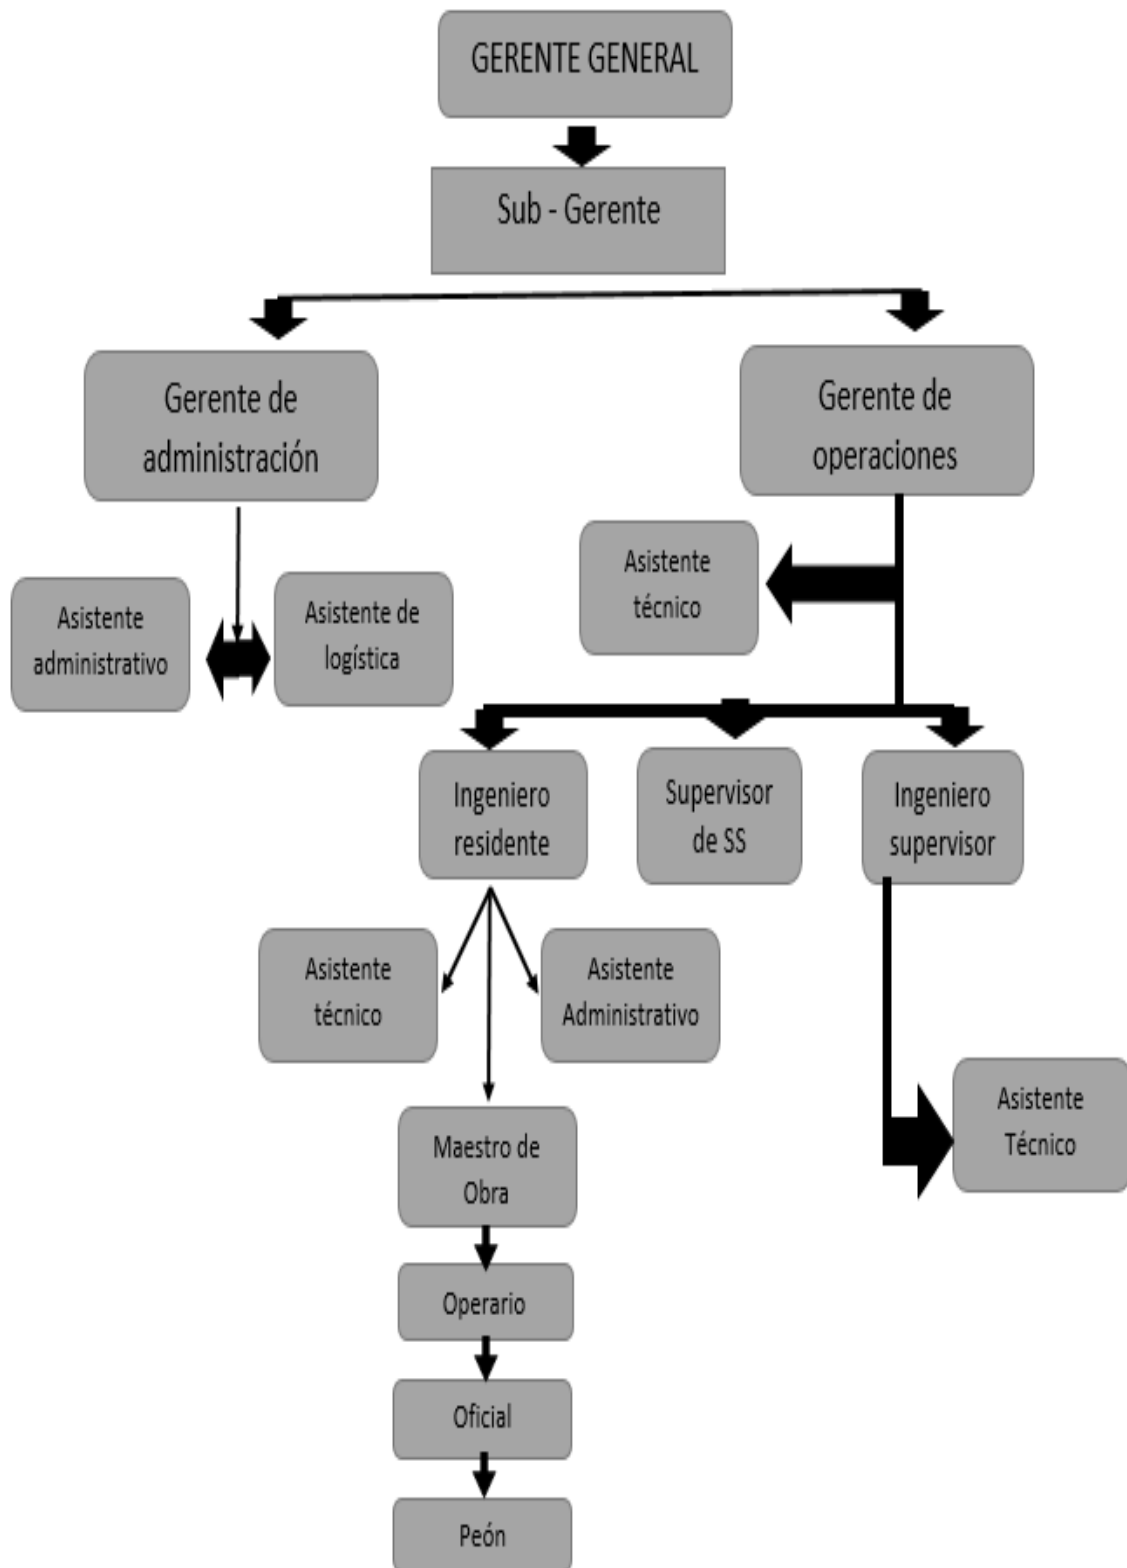 GERENTE GENERAL
Sub - Gerente
Gerente de
administración
Gerente de
operaciones
Asistente
técnico
Asistente
administrativo
Asistente de
logística
Ingeniero
residente
Supervisor
de SS
Ingeniero
supervisor
Asistente
técnico
Asistente
Administrativo
Asistente
Técnico
Maestro de
Obra
Operario
Oficial
Peón